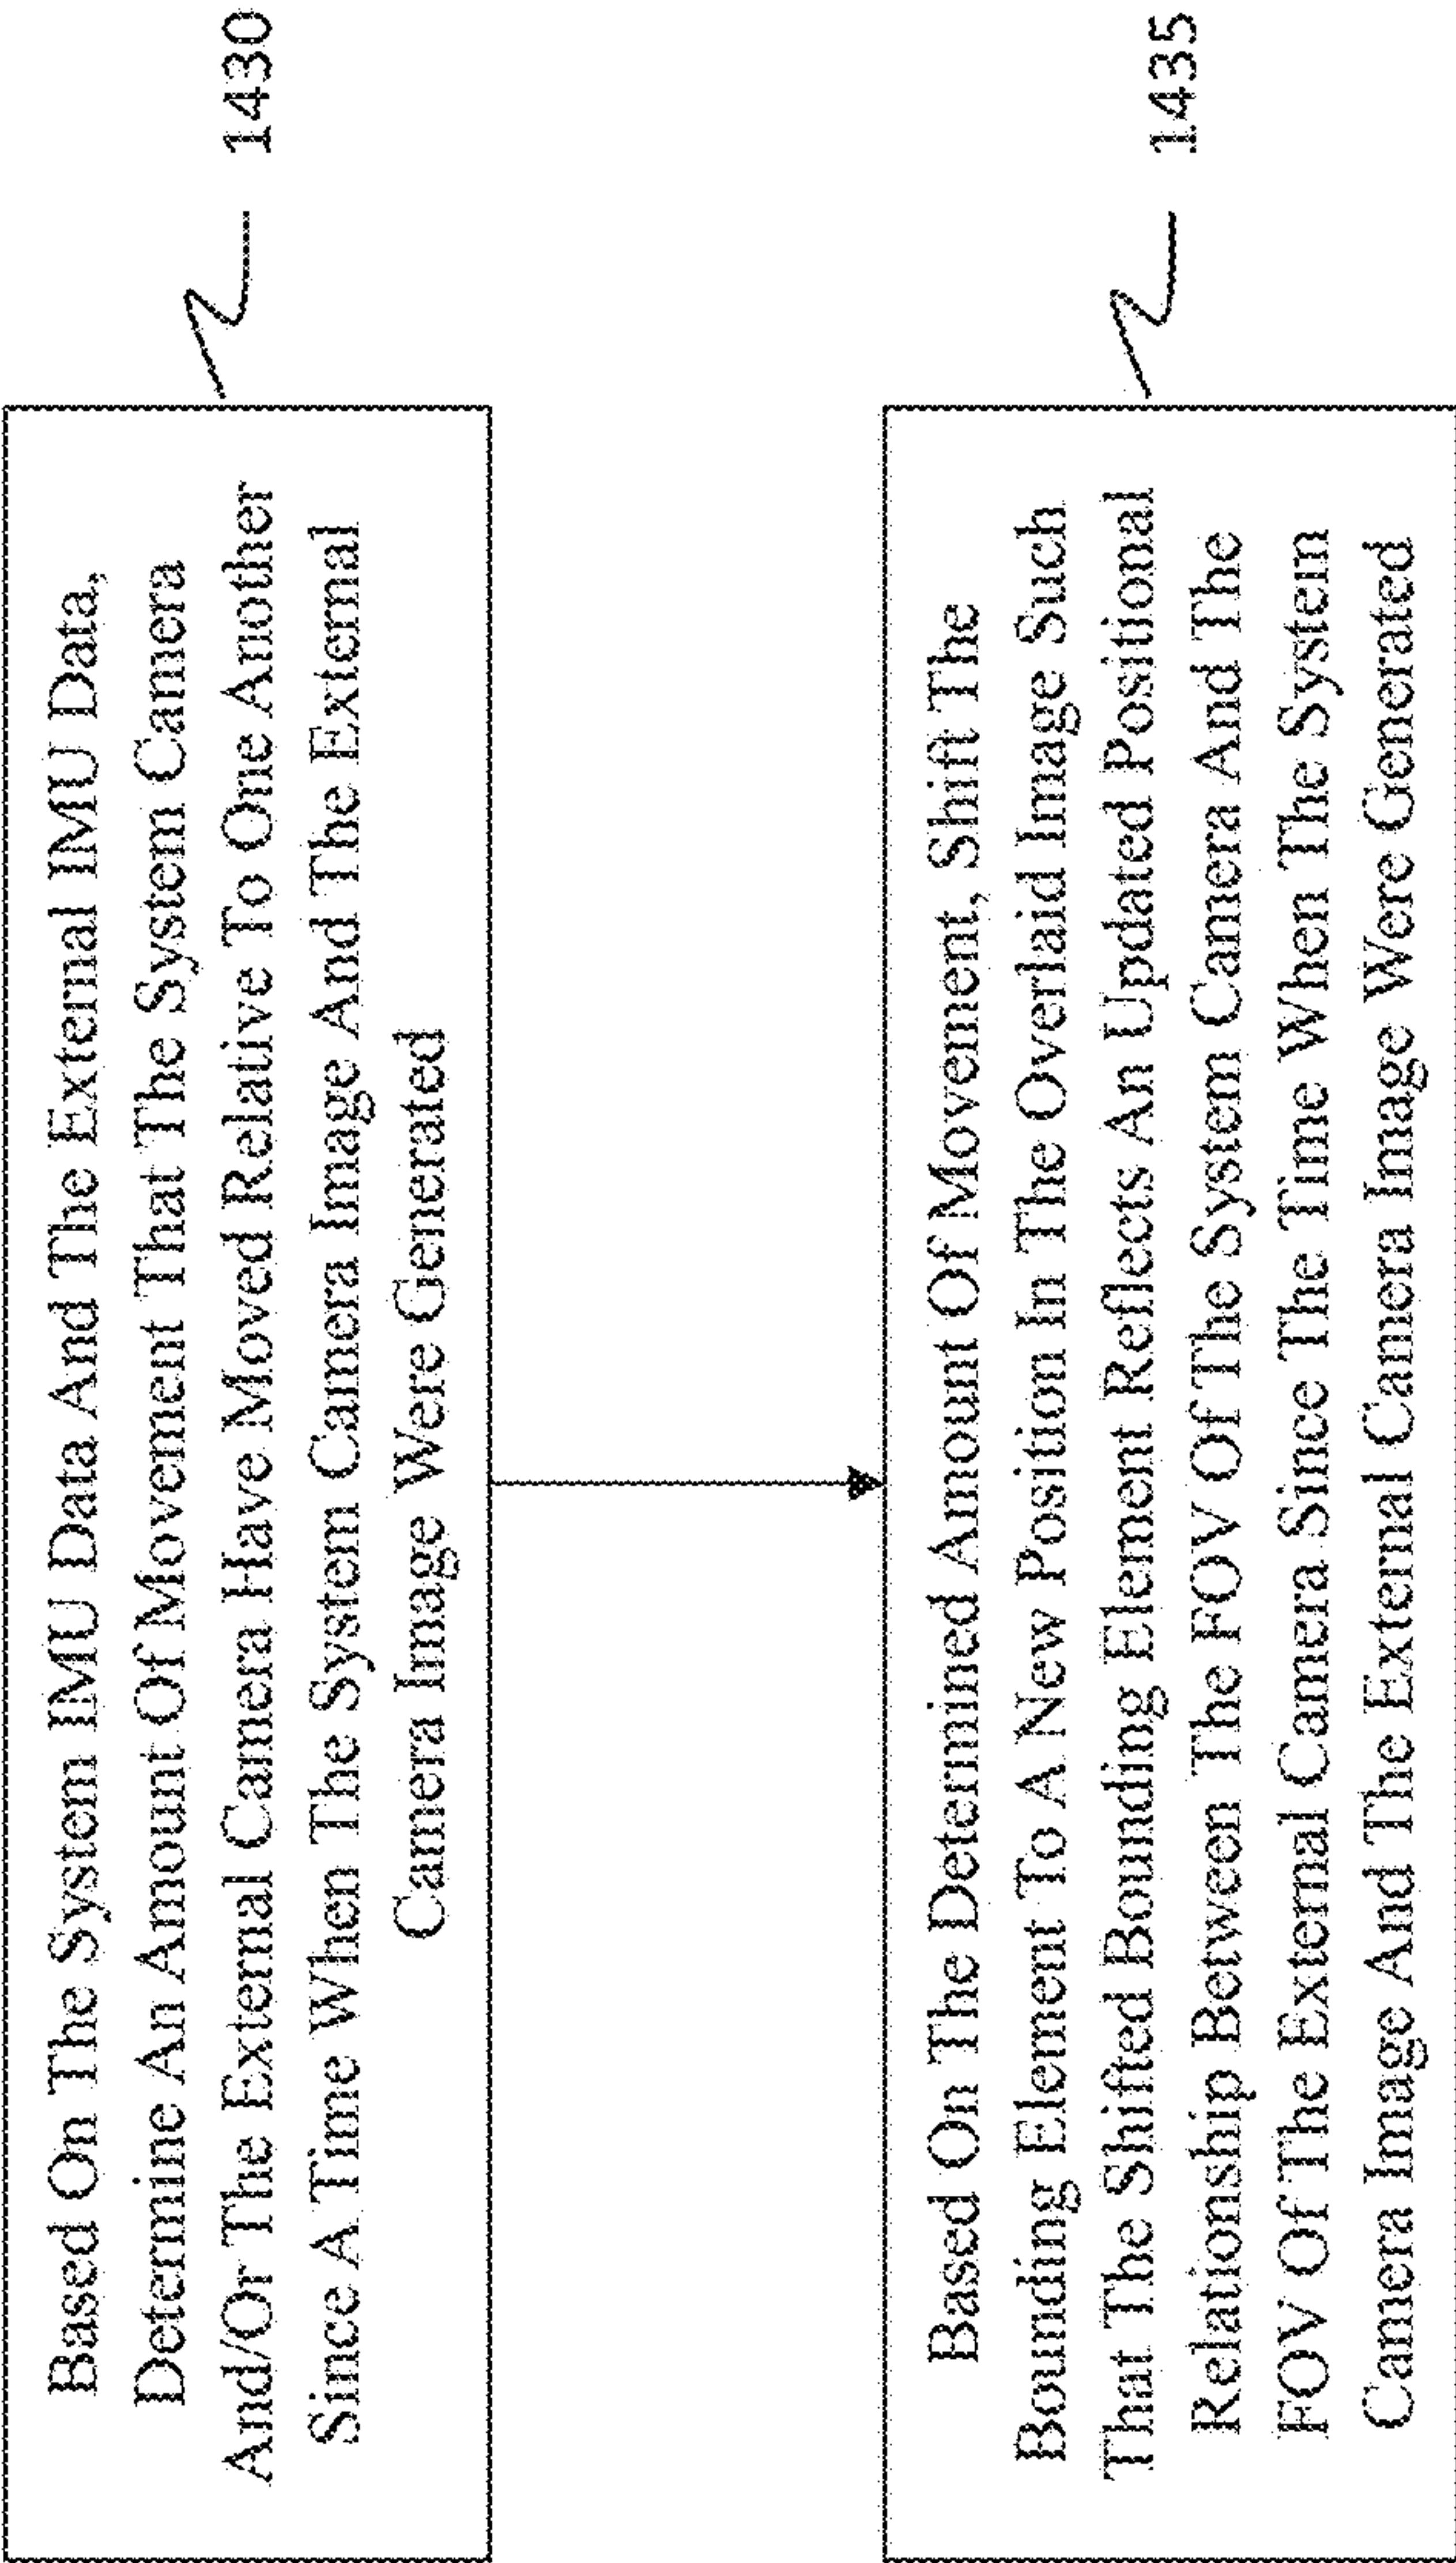 Based On The System IMU Data And The External IMU Data,
Determine An Amount Of Movement That The System Camera
And/Or The External Camera Have Moved Relative To One Another
Since A Time When The System Camera Image And The External
Camera Image Were Generated
1430
Based On The Determined Amount Of Movement, Shift The
Bounding Element To A New Position In The Overlaid Image Such
That The Shifted Bounding Element Reflects An Updated Positional
Relationship Between The FOV Of The System Camera And The
FOV Of The External Camera Since The Time When The System
Camera Image And The External Camera Image Were Generated
1435